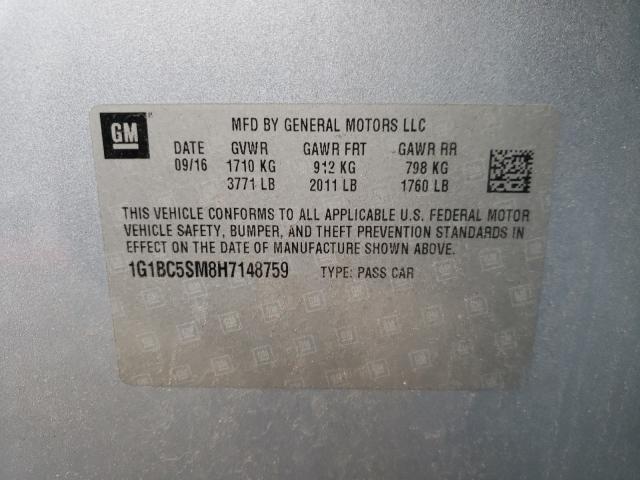 GM
MFD BY GENERAL MOTORS LLC
DATE GVWR GAWR FRT GAWR RR
09/16 1710 KG 912 KG 798 KG
3771 LB 2011 LB 1760 LB
THIS VEHICLE CONFORMS TO ALL APPLICABLE U.S. FEDERAL MOTOR
VEHICLE SAFETY, BUMPER, AND THEFT PREVENTION STANDARDS IN
EFFECT ON THE DATE OF MANUFACTURE SHOWN ABOVE.
1G1BC5SM8H7148759 TYPE: PASS CAR